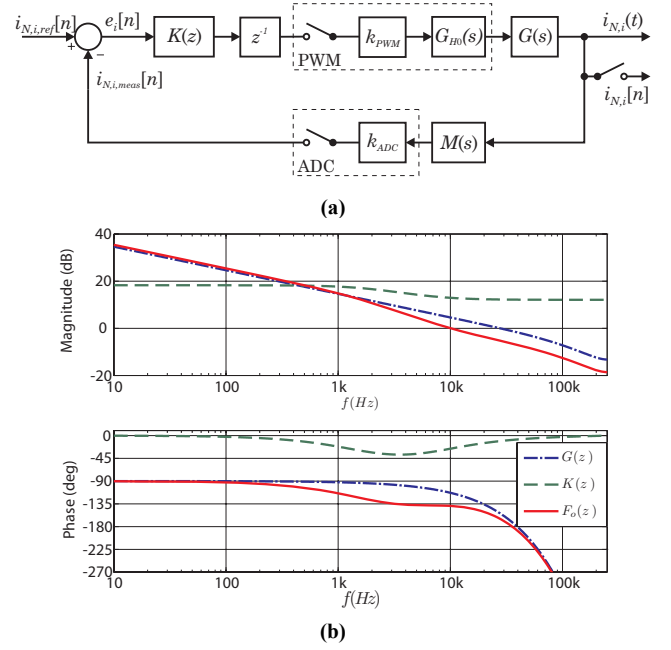 i_{N,i,ref}[n]
+
−
e_i[n]
K(z)
z^{-1}
PWM
k_{PWM}
G_{H0}(s)
G(s)
i_{N,i}(t)
i_{N,i}[n]
i_{N,i,meas}[n]
ADC
k_{ADC}
M(s)
(a)
Magnitude (dB)
40
20
0
-20
10 100 1k 10k 100k
f(Hz)
Phase (deg)
0
-45
-90
-135
-180
-225
-270
G(z)
K(z)
F_o(z)
10 100 1k 10k 100k
f(Hz)
(b)